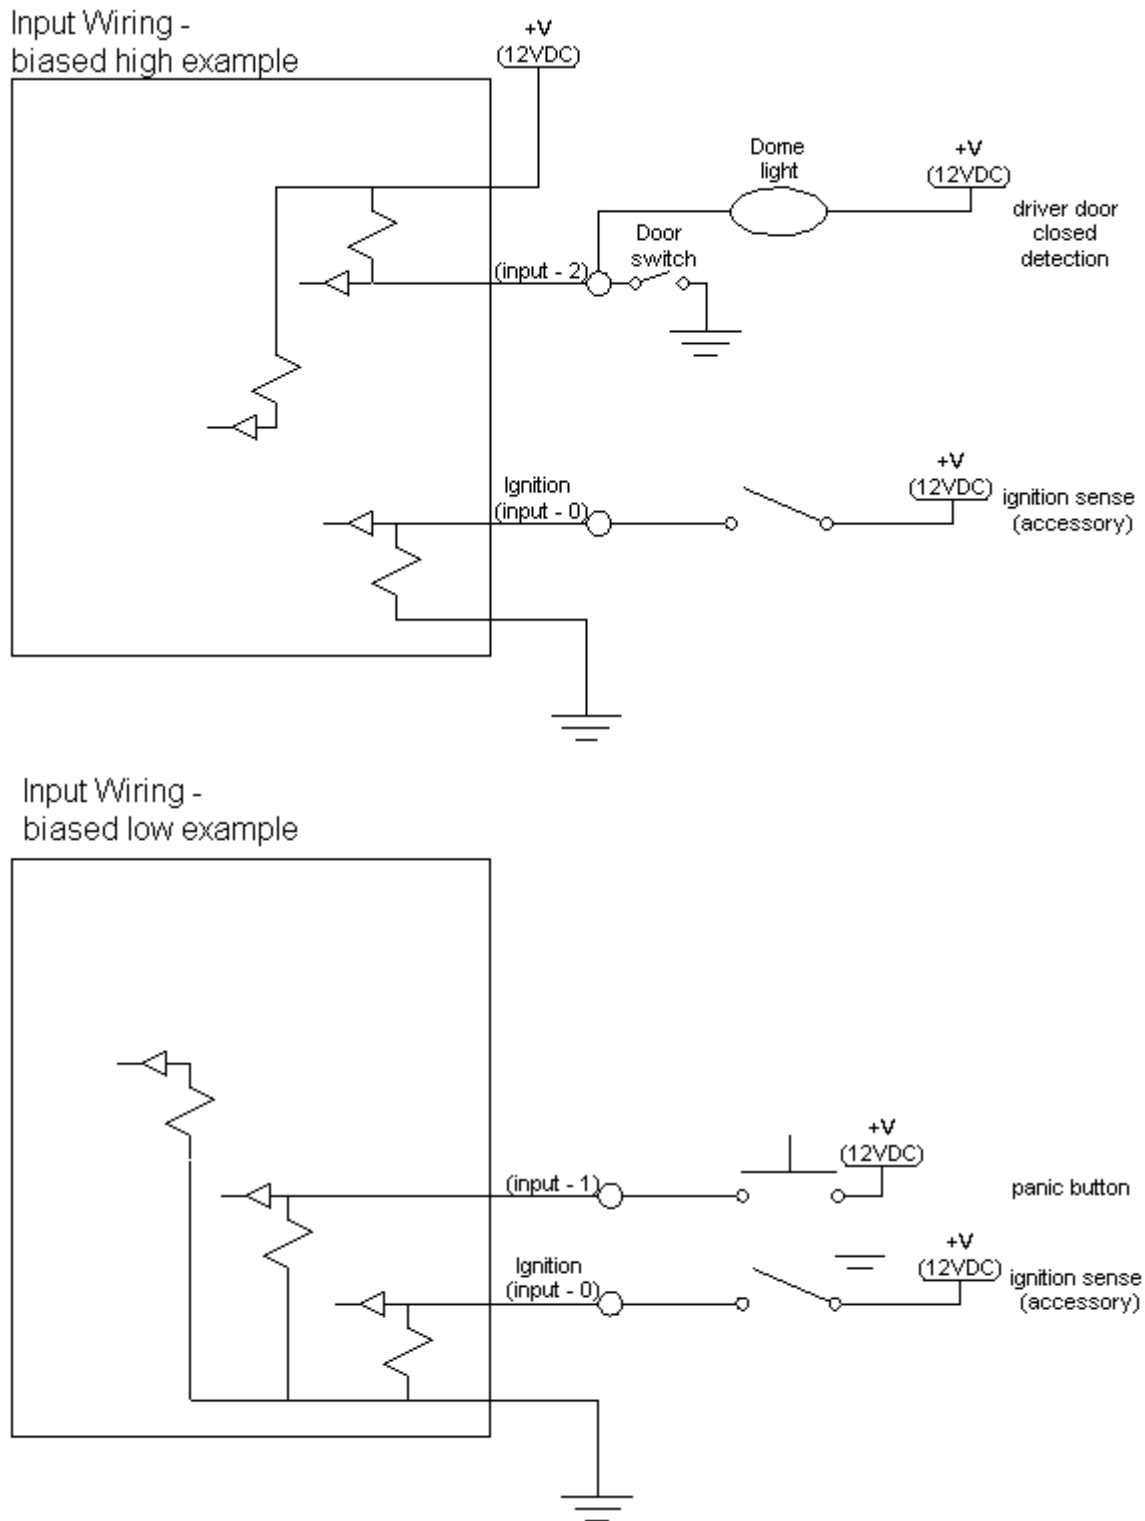 Input Wiring -
biased high example
+V
(12VDC)
Dome
light
+V
(12VDC)
driver door
closed
detection
Door
switch
(input - 2)
Ignition
(input - 0)
+V
(12VDC)
ignition sense
(accessory)
Input Wiring -
biased low example
+V
(12VDC)
(input - 1)
panic button
Ignition
(input - 0)
+V
(12VDC)
ignition sense
(accessory)